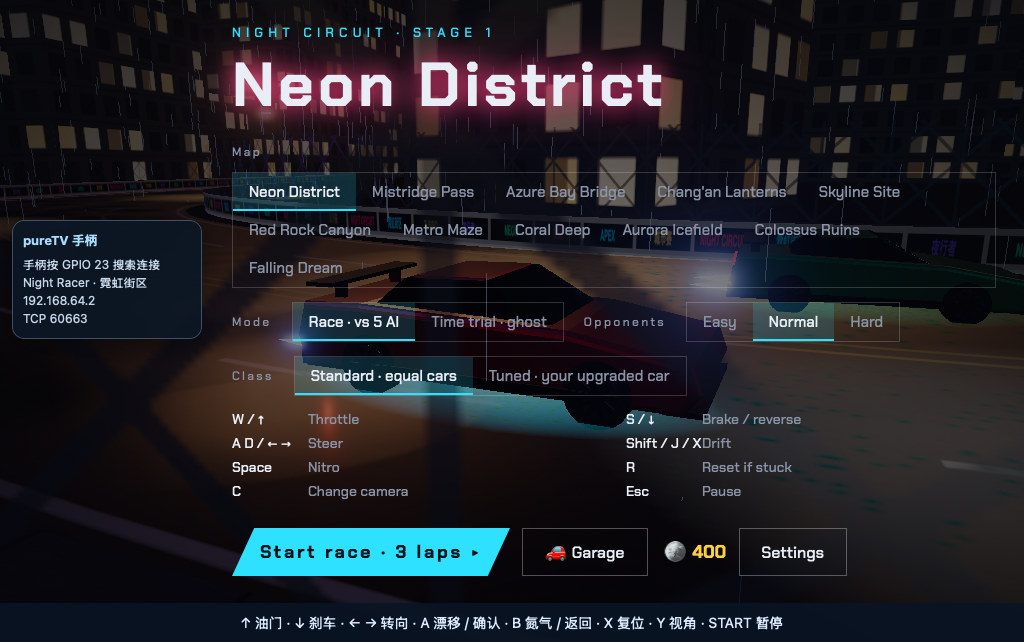 NIGHT CIRCUIT · STAGE 1
Neon District
Map
Neon District Mistridge Pass Azure Bay Bridge Chang'an Lanterns Skyline Site
Red Rock Canyon Metro Maze Coral Deep Aurora Icefield Colossus Ruins
Falling Dream
pureTV 手柄
手柄按 GPIO 23 搜索连接
Night Racer · 霓虹街区
192.168.64.2
TCP 60663
APEX
NIGHT CIRCU
夜行者
Mode Race · vs 5 AI Time trial · ghost Opponents Easy Normal Hard
Class Standard · equal cars Tuned · your upgraded car
W / ↑ Throttle S / ↓ Brake / reverse
A D / ← → Steer Shift / J / X Drift
Space Nitro R Reset if stuck
C Change camera Esc Pause
Start race · 3 laps ▸ Garage 400 Settings
↑ 油门 · ↓ 刹车 · ← → 转向 · A 漂移 / 确认 · B 氮气 / 返回 · X 复位 · Y 视角 · START 暂停